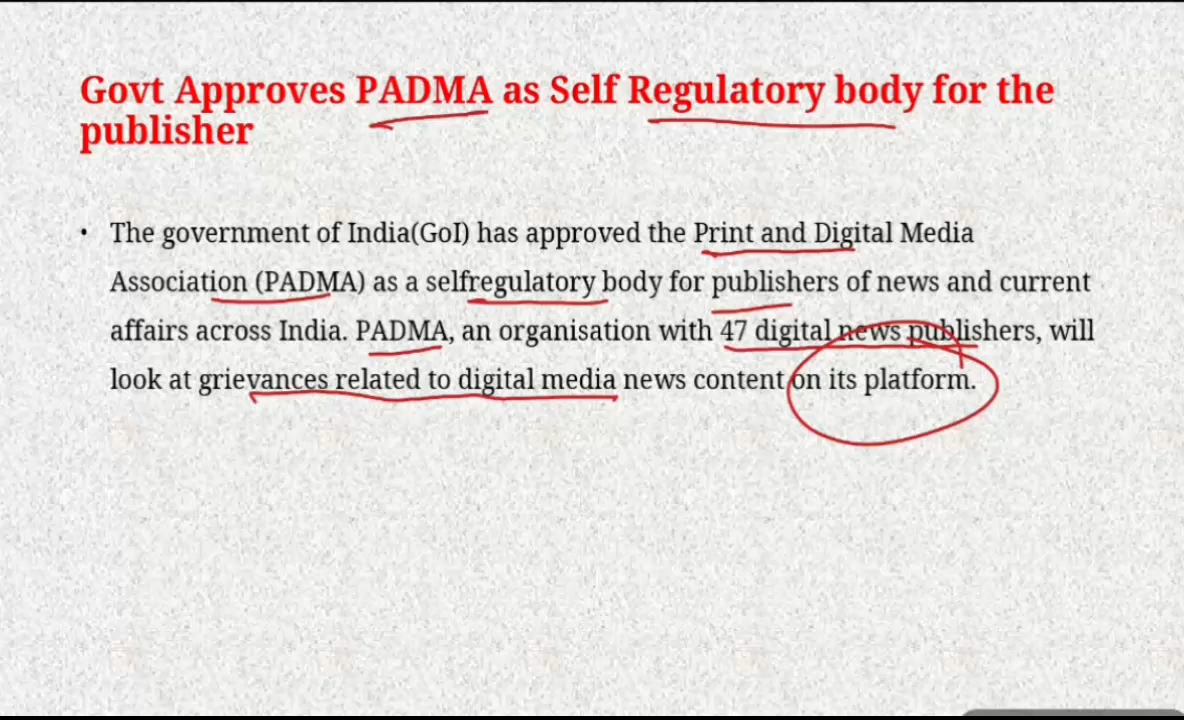 Govt Approves PADMA as Self Regulatory body for the
publisher
• The government of India(GoI) has approved the Print and Digital Media
Association (PADMA) as a selfregulatory body for publishers of news and current
affairs across India. PADMA, an organisation with 47 digital news publishers, will
look at grievances related to digital media news content on its platform.